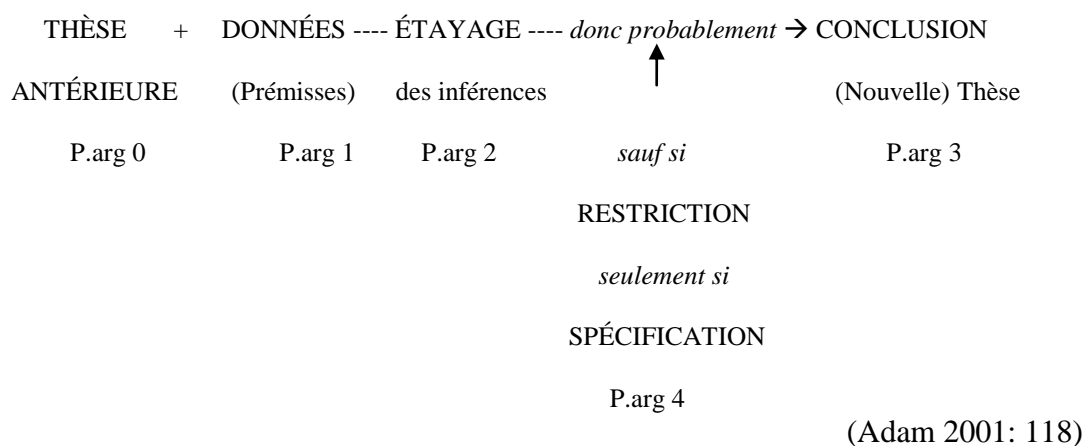 THÈSE + DONNÉES ---- ÉTAYAGE ---- donc probablement → CONCLUSION
ANTÉRIEURE (Prémisses) des inférences (Nouvelle) Thèse
P.arg 0 P.arg 1 P.arg 2 sauf si P.arg 3
RESTRICTION
seulement si
SPÉCIFICATION
P.arg 4
(Adam 2001: 118)